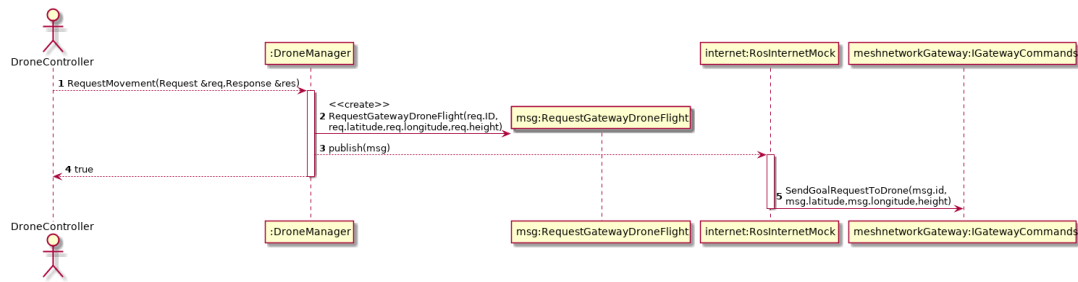 DroneController
:DroneManager
internet:RosInternetMock
meshnetworkGateway:IGatewayCommands
1 RequestMovement(Request &req,Response &res)
<<create>>
2 RequestGatewayDroneFlight(req.ID,
req.latitude,req.longitude,req.height)
msg:RequestGatewayDroneFlight
3 publish(msg)
4 true
5 SendGoalRequestToDrone(msg.id,
msg.latitude,msg.longitude,height)
DroneController
:DroneManager
msg:RequestGatewayDroneFlight
internet:RosInternetMock
meshnetworkGateway:IGatewayCommands